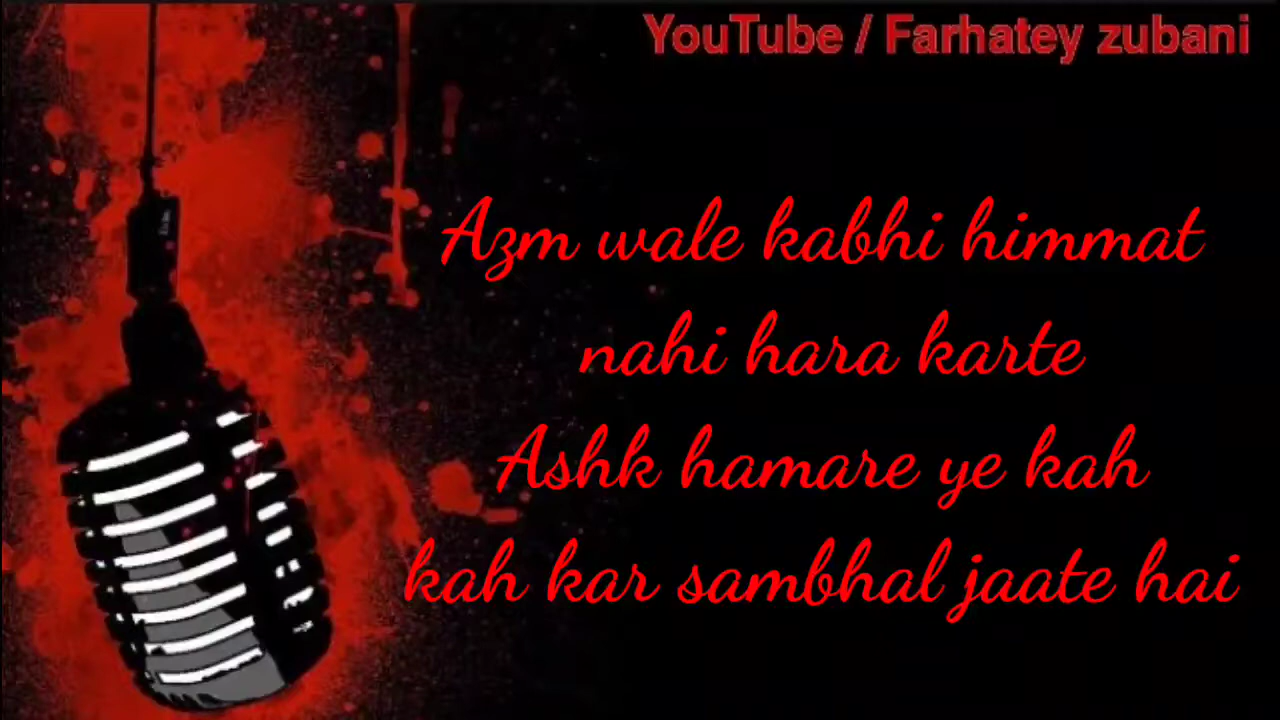 YouTube / Farhatey zubani
Azm wale kabhi himmat
nahi hara karte
Ashk hamare ye kah
kah kar sambhal jaate hai